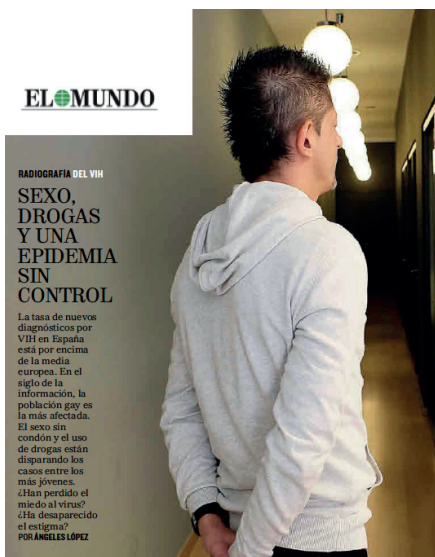 EL MUNDO
RADIOGRAFÍA DEL VIH
SEXO,
DROGAS
Y UNA
EPIDEMIA
SIN
CONTROL
La tasa de nuevos
diagnósticos por
VIH en España
está por encima
de la media
europea. En el
siglo de la
información, la
población gay es
la más afectada.
El sexo sin
condón y el uso
de drogas están
disparando los
casos entre los
más jóvenes.
¿Han perdido el
miedo al virus?
¿Ha desaparecido
el estigma?
POR ÁNGELES LÓPEZ